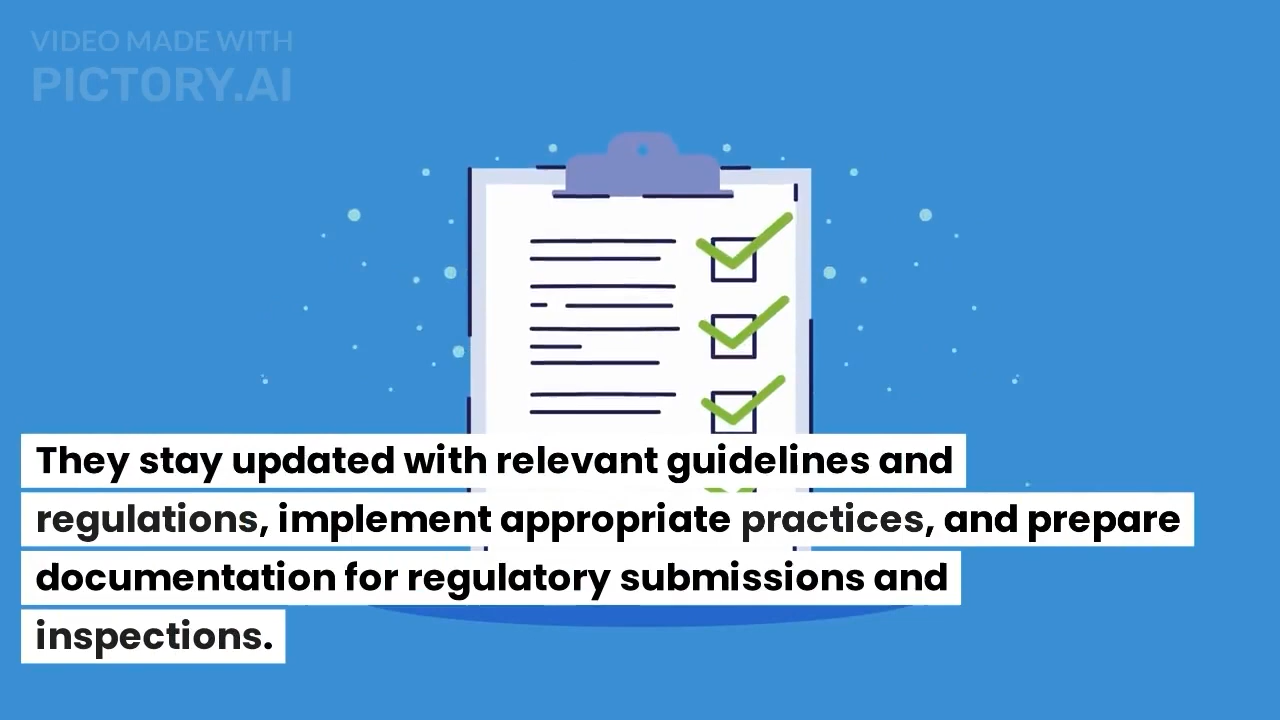 VIDEO MADE WITH
PICTORY.AI
They stay updated with relevant guidelines and
regulations, implement appropriate practices, and prepare
documentation for regulatory submissions and
inspections.